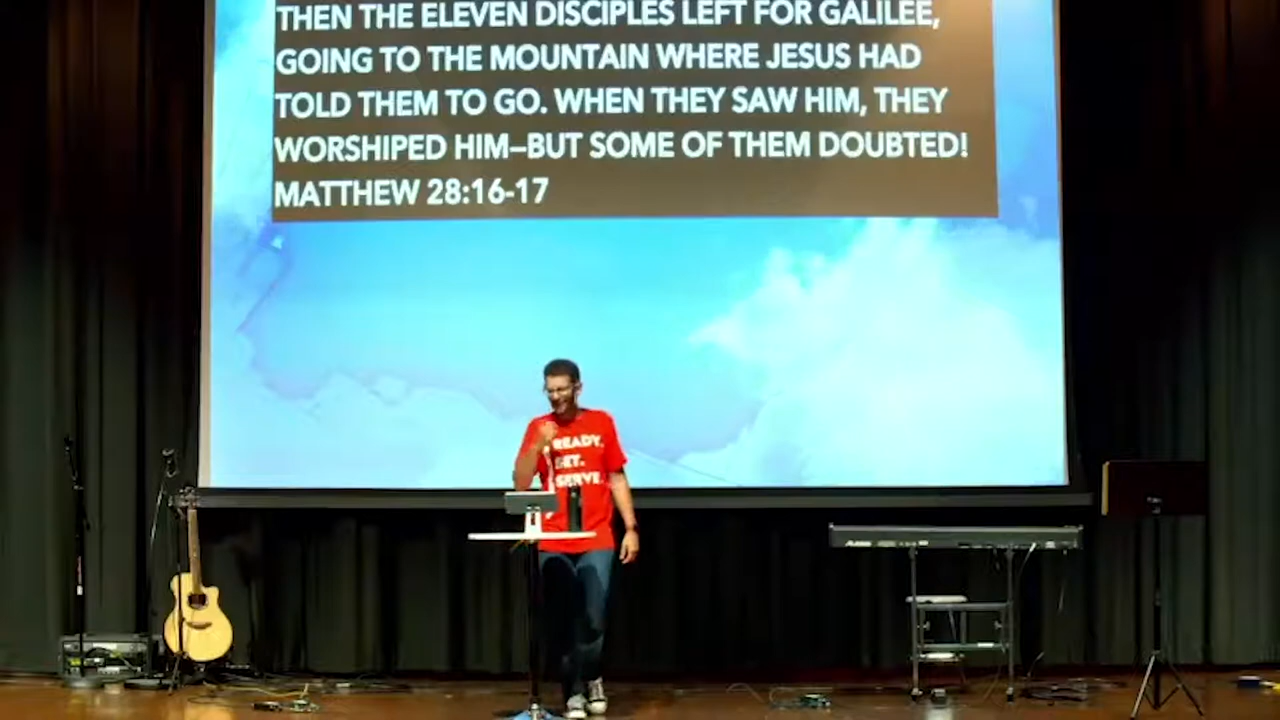 THEN THE ELEVEN DISCIPLES LEFT FOR GALILEE,
GOING TO THE MOUNTAIN WHERE JESUS HAD
TOLD THEM TO GO. WHEN THEY SAW HIM, THEY
WORSHIPED HIM–BUT SOME OF THEM DOUBTED!
MATTHEW 28:16-17
READY.
SET.
SERVE.